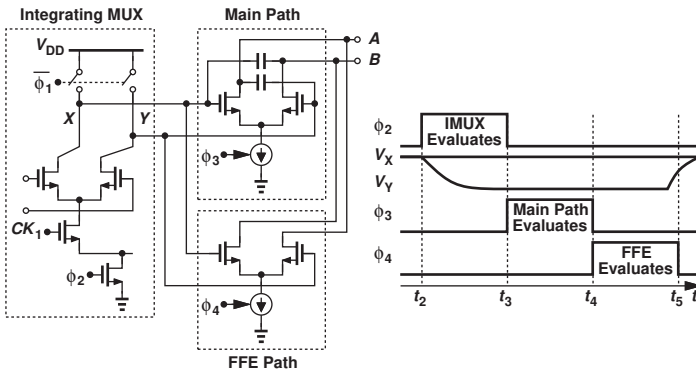 Integrating MUX
Main Path
V_DD
ϕ̅₁
X
Y
A
B
ϕ₃
CK₁
ϕ₂
ϕ₄
FFE Path
ϕ₂
IMUX
Evaluates
V_X
V_Y
ϕ₃
Main Path
Evaluates
ϕ₄
FFE
Evaluates
t₂
t₃
t₄
t₅
t